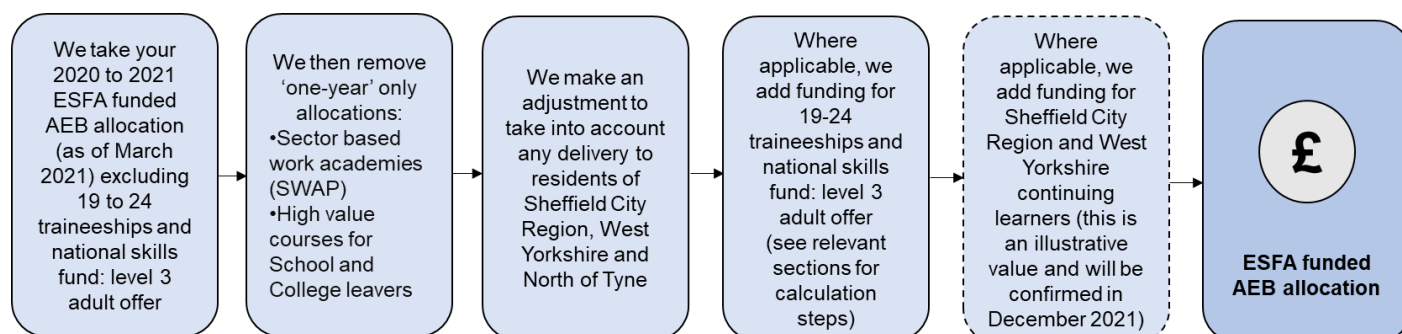 We take your
2020 to 2021
ESFA funded
AEB allocation
(as of March
2021) excluding
19 to 24
traineeships and
national skills
fund: level 3
adult offer
We then remove
‘one-year’ only
allocations:
•Sector based
work academies
(SWAP)
•High value
courses for
School and
College leavers
We make an
adjustment to
take into account
any delivery to
residents of
Sheffield City
Region, West
Yorkshire and
North of Tyne
Where
applicable, we
add funding for
19-24
traineeships and
national skills
fund: level 3
adult offer
(see relevant
sections for
calculation
steps)
Where
applicable, we
add funding for
Sheffield City
Region and West
Yorkshire
continuing
learners (this is
an illustrative
value and will be
confirmed in
December 2021)
£
ESFA funded
AEB allocation